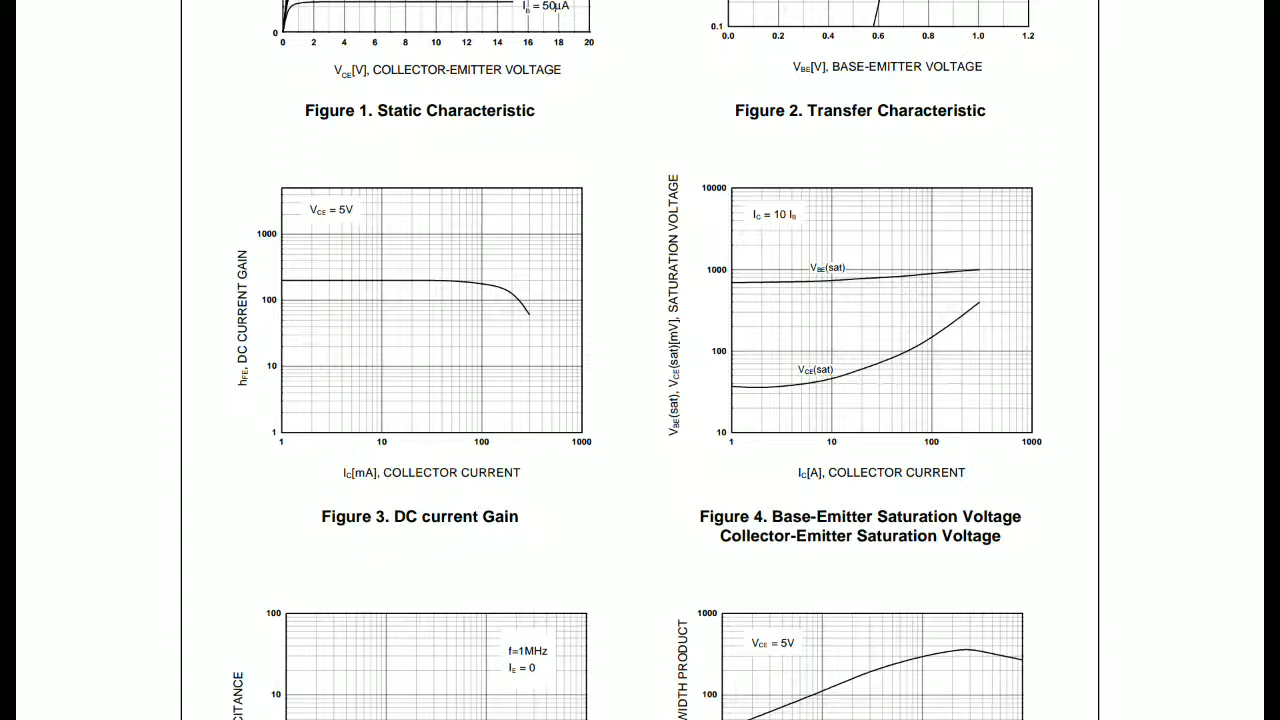 I_B = 50µA
0
0 2 4 6 8 10 12 14 16 18 20
V_CE[V], COLLECTOR-EMITTER VOLTAGE
Figure 1. Static Characteristic
0.1
0.0 0.2 0.4 0.6 0.8 1.0 1.2
V_BE[V], BASE-EMITTER VOLTAGE
Figure 2. Transfer Characteristic
V_CE = 5V
1000
100
10
1
h_FE, DC CURRENT GAIN
1 10 100 1000
I_C[mA], COLLECTOR CURRENT
Figure 3. DC current Gain
10000
I_C = 10 I_B
1000
V_BE(sat)
100
V_CE(sat)
10
V_BE(sat), V_CE(sat)[mV], SATURATION VOLTAGE
1 10 100 1000
I_C[A], COLLECTOR CURRENT
Figure 4. Base-Emitter Saturation Voltage
Collector-Emitter Saturation Voltage
100
f=1MHz
I_E = 0
10
CITANCE
1000
V_CE = 5V
100
WIDTH PRODUCT